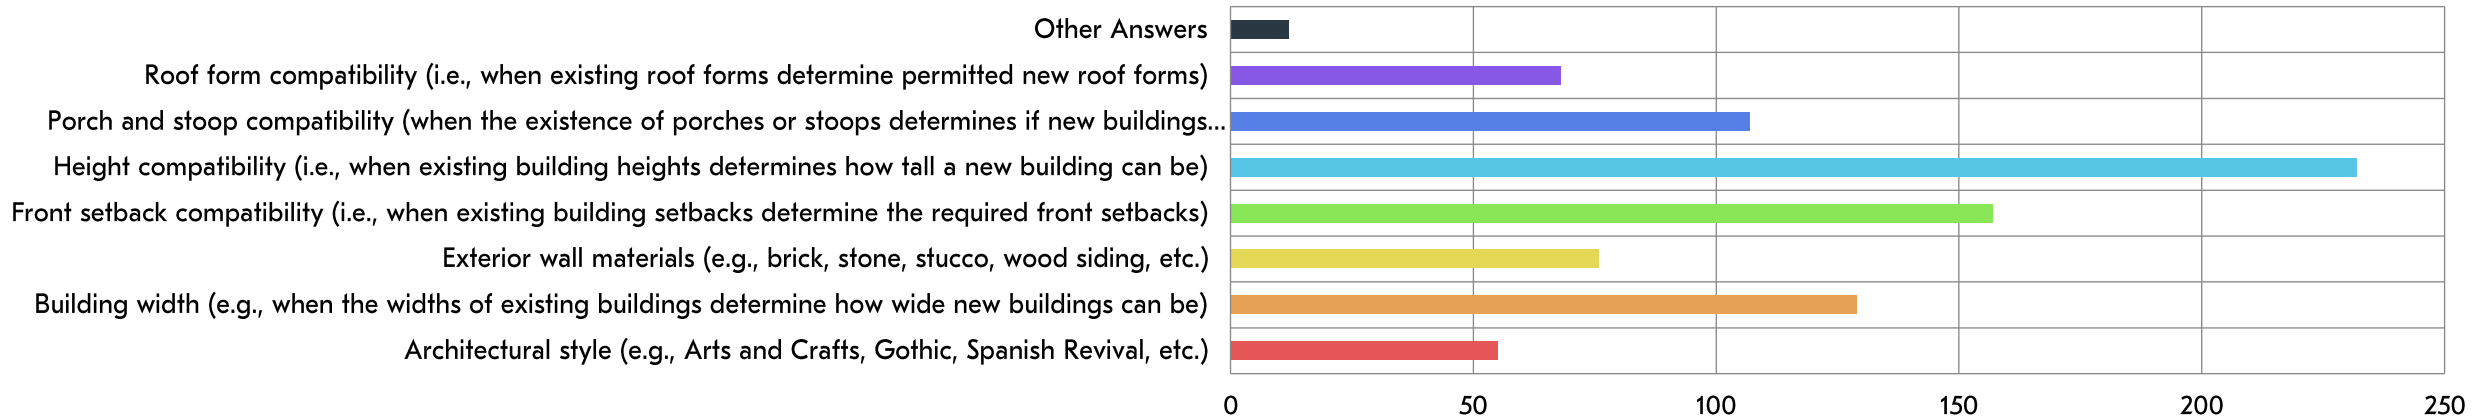 Other Answers
Roof form compatibility (i.e., when existing roof forms determine permitted new roof forms)
Porch and stoop compatibility (when the existence of porches or stoops determines if new buildings...
Height compatibility (i.e., when existing building heights determines how tall a new building can be)
Front setback compatibility (i.e., when existing building setbacks determine the required front setbacks)
Exterior wall materials (e.g., brick, stone, stucco, wood siding, etc.)
Building width (e.g., when the widths of existing buildings determine how wide new buildings can be)
Architectural style (e.g., Arts and Crafts, Gothic, Spanish Revival, etc.)
0 50 100 150 200 250